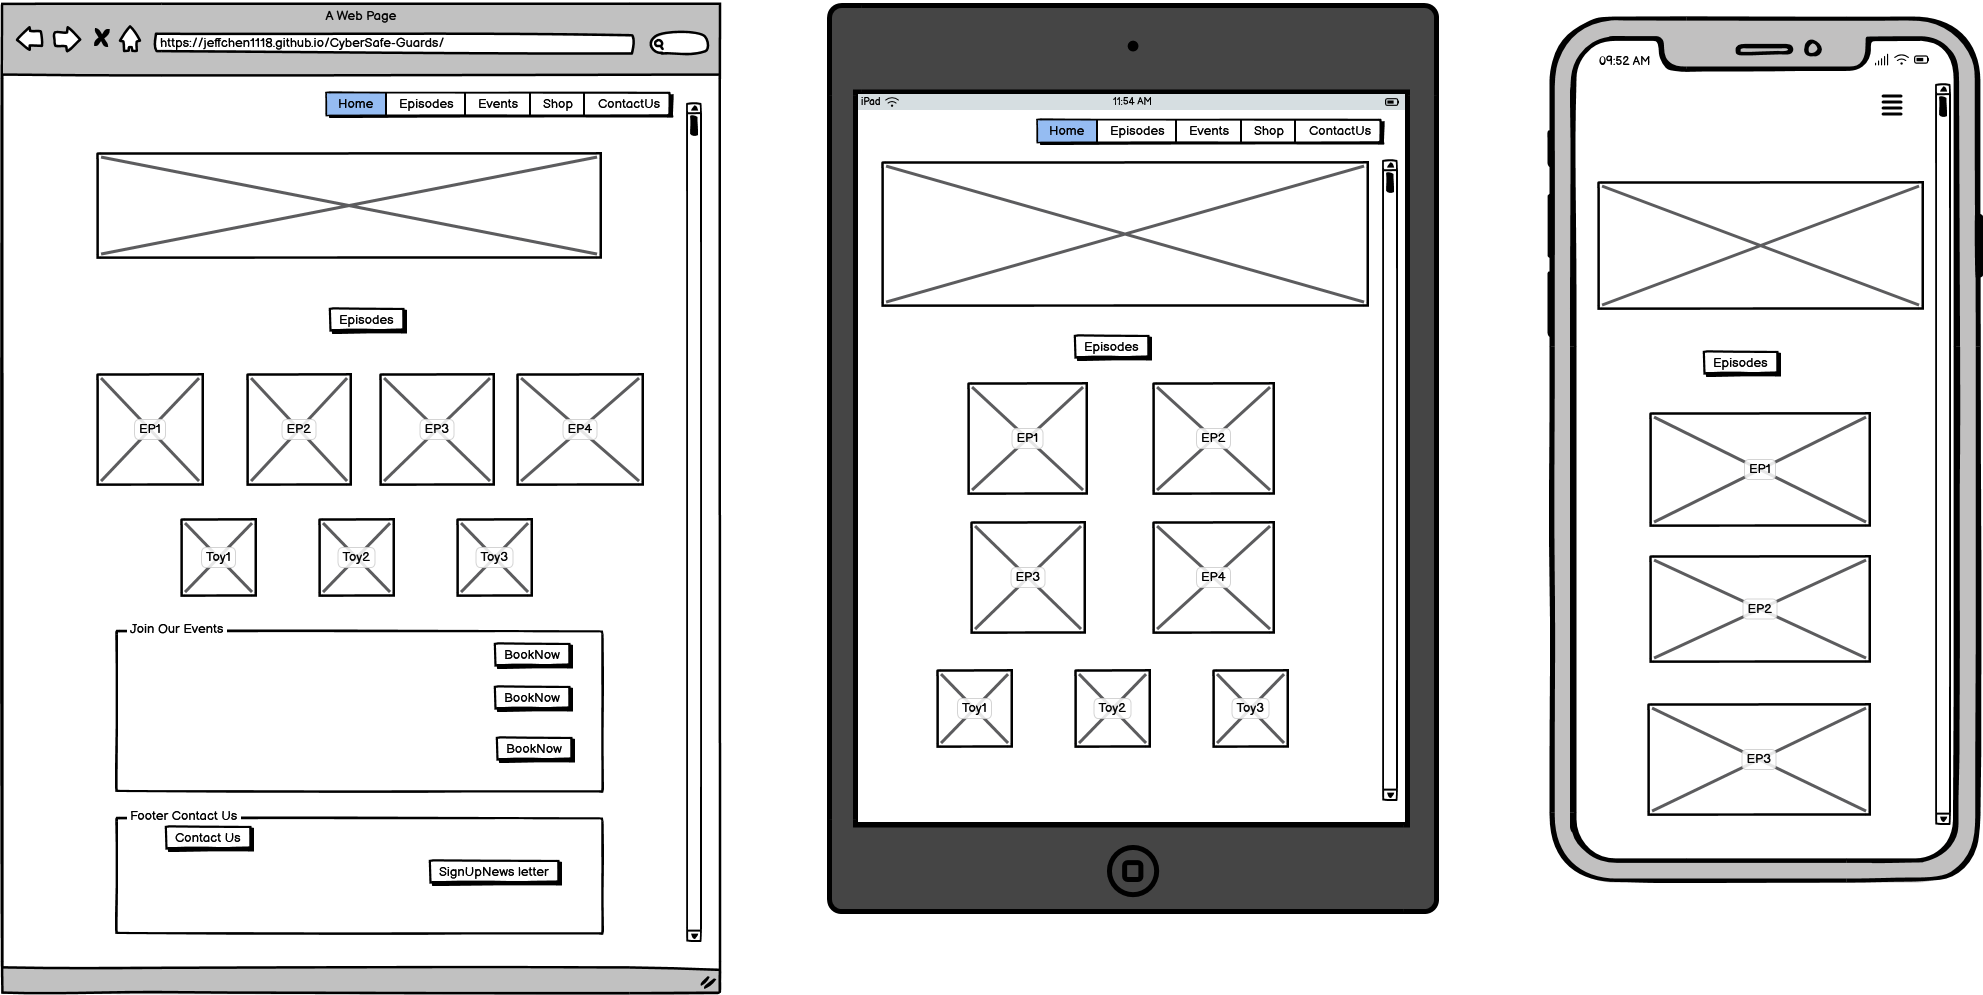 A Web Page
https://jeffchen1118.github.io/CyberSafe-Guards/
Home Episodes Events Shop ContactUs
Episodes
EP1 EP2 EP3 EP4
Toy1 Toy2 Toy3
Join Our Events
BookNow
BookNow
BookNow
Footer Contact Us
Contact Us
SignUpNews letter
iPad 11:54 AM
Home Episodes Events Shop ContactUs
Episodes
EP1 EP2
EP3 EP4
Toy1 Toy2 Toy3
09:52 AM
Episodes
EP1
EP2
EP3